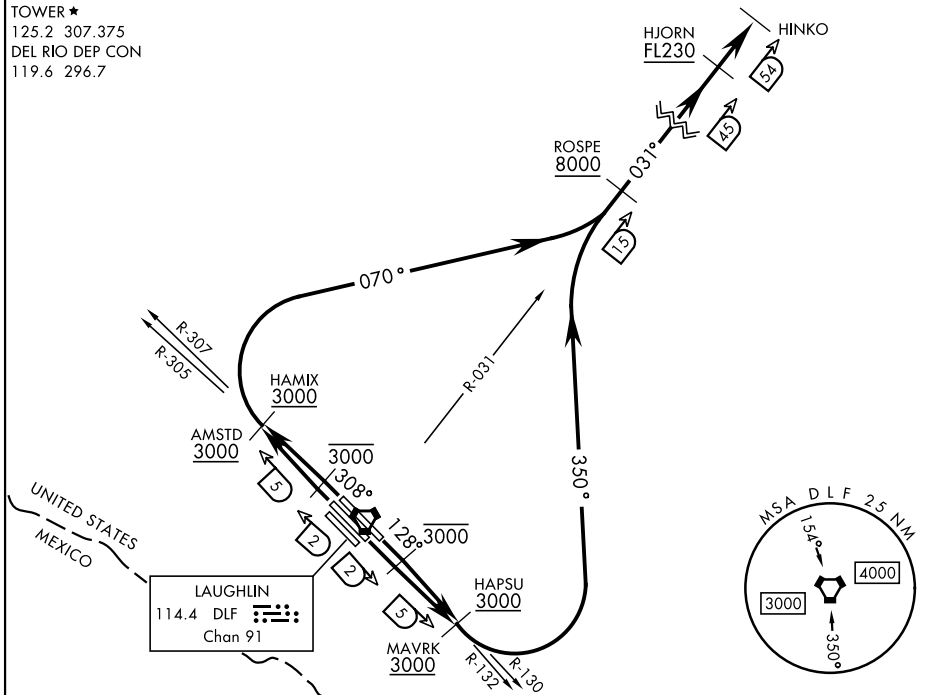 TOWER ★
125.2 307.375
DEL RIO DEP CON
119.6 296.7
HINKO
HJORN
FL230
54
45
ROSPE
8000
031°
15
070°
R-307
R-305
R-031
HAMIX
3000
AMSTD
3000
3000
308°
5
350°
128°
3000
2
2
UNITED STATES
MEXICO
HAPSU
3000
5
LAUGHLIN
114.4 DLF
Chan 91
MAVRK
3000
R-132
R-130
MSA DLF 25 NM
154°
4000
3000
350°